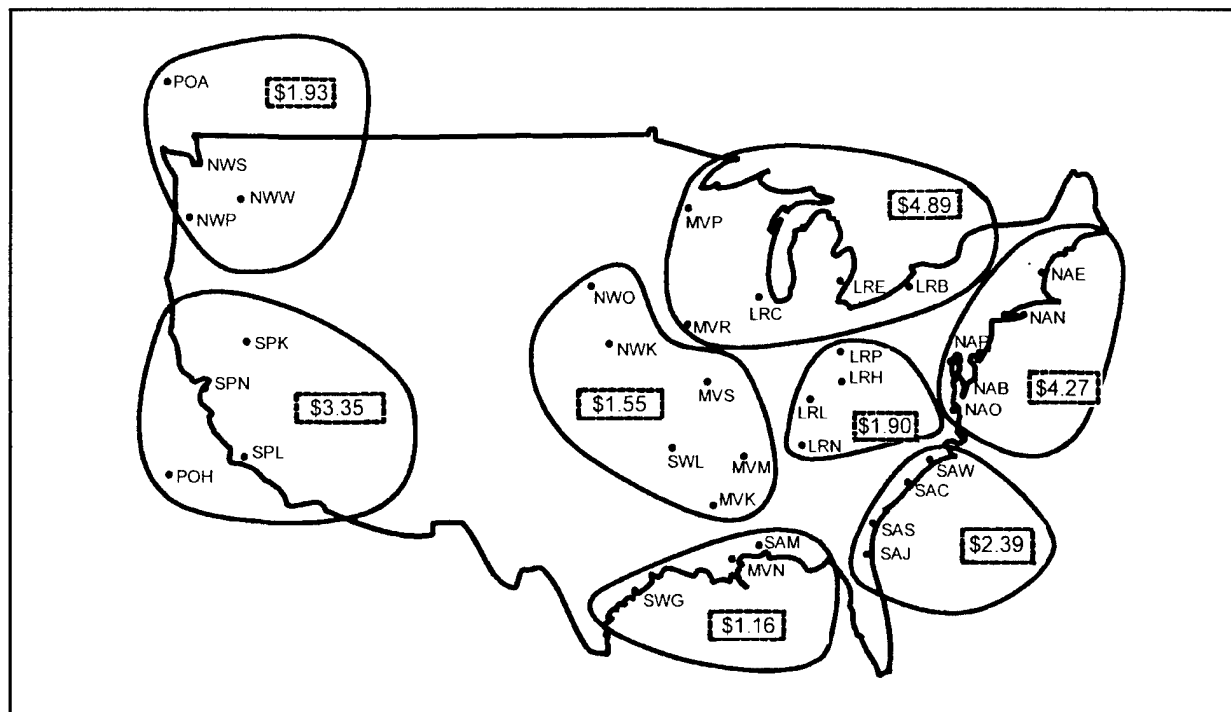 POA
$1.93
NWS
NWW
NWP
MVP
$4.89
LRE
LRB
LRC
MVR
NAE
NAN
NWO
NWK
MVS
$1.55
SWL
MVM
MVK
LRP
LRH
LRL
$1.90
LRN
NAB
$4.27
NAO
SPK
SPN
$3.35
SPL
POH
SAW
SAC
SAS
SAJ
$2.39
SAM
MVN
SWG
$1.16